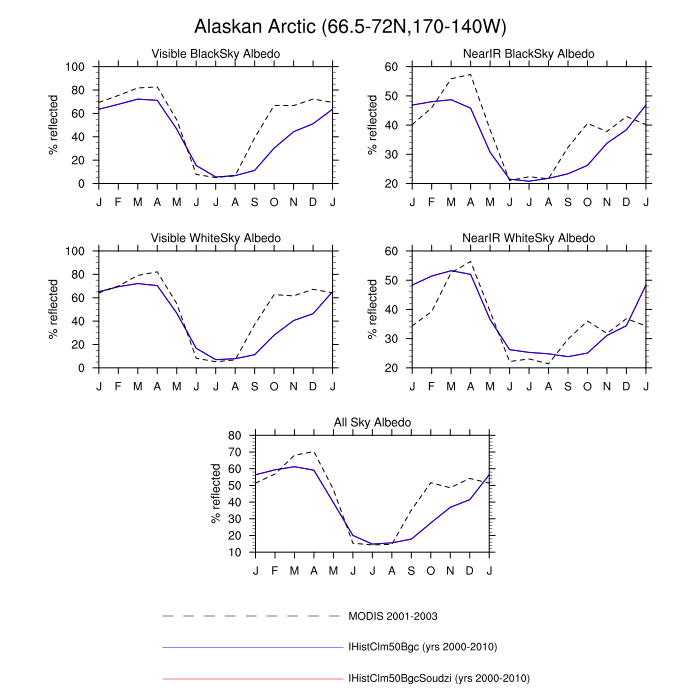 Alaskan Arctic (66.5-72N,170-140W)
Visible BlackSky Albedo
% reflected
100
80
60
40
20
0
J F M A M J J A S O N D J
NearIR BlackSky Albedo
% reflected
60
50
40
30
20
J F M A M J J A S O N D J
Visible WhiteSky Albedo
% reflected
100
80
60
40
20
0
J F M A M J J A S O N D J
NearIR WhiteSky Albedo
% reflected
60
50
40
30
20
J F M A M J J A S O N D J
All Sky Albedo
% reflected
80
70
60
50
40
30
20
10
J F M A M J J A S O N D J
MODIS 2001-2003
IHistClm50Bgc (yrs 2000-2010)
IHistClm50BgcSoudzi (yrs 2000-2010)